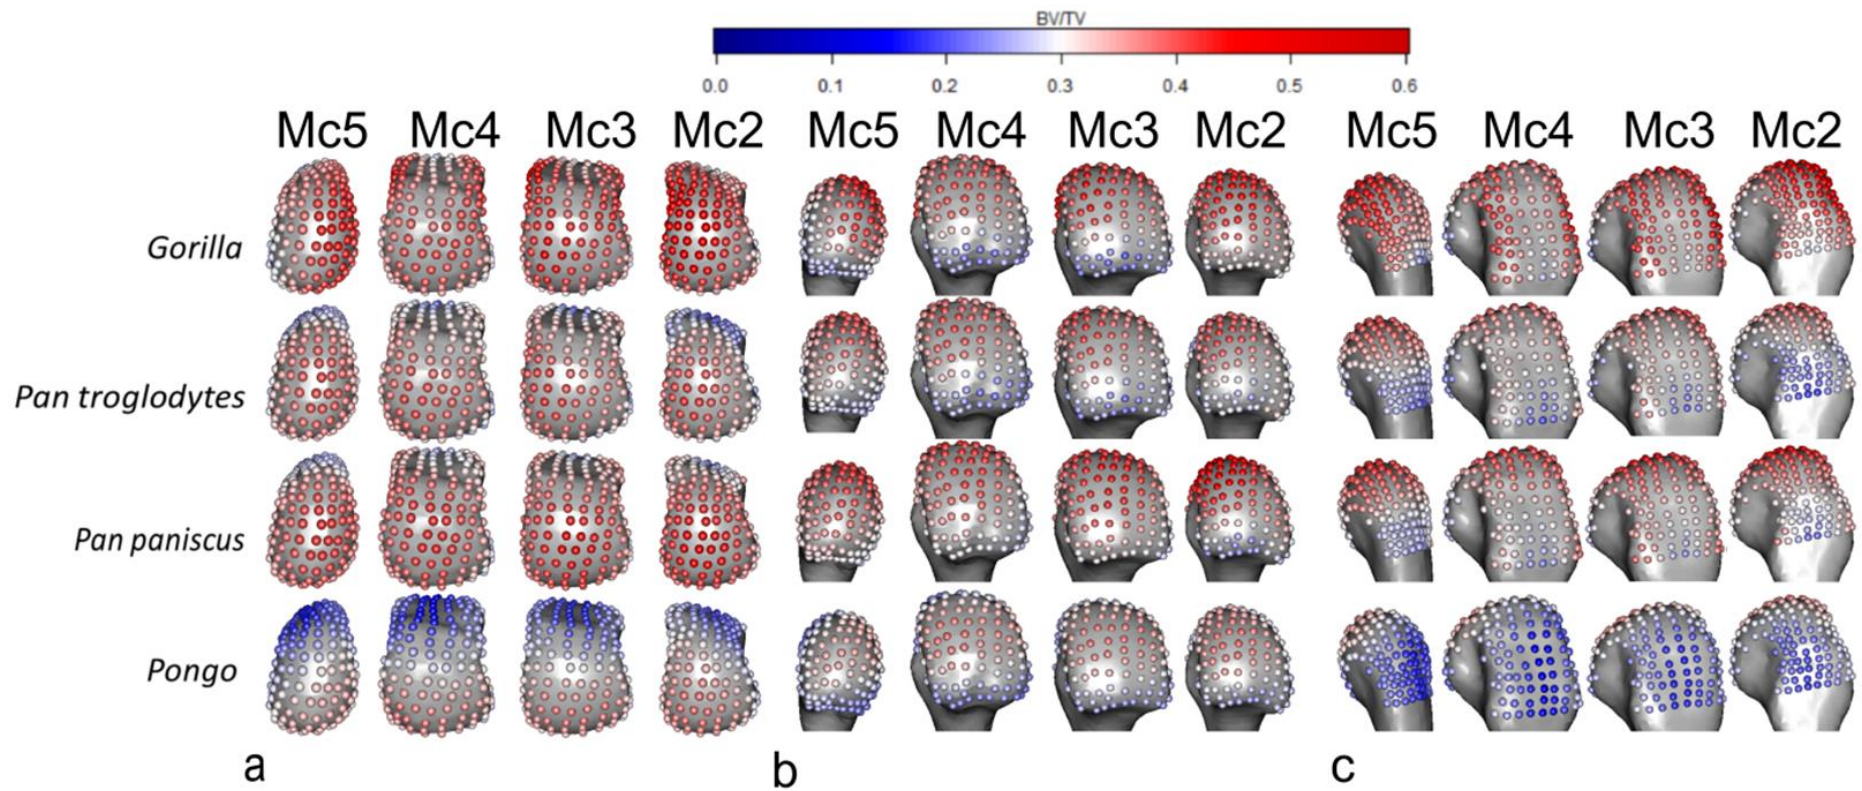 BV/TV
0.0 0.1 0.2 0.3 0.4 0.5 0.6
Mc5 Mc4 Mc3 Mc2 Mc5 Mc4 Mc3 Mc2 Mc5 Mc4 Mc3 Mc2
Gorilla
Pan troglodytes
Pan paniscus
Pongo
a b c